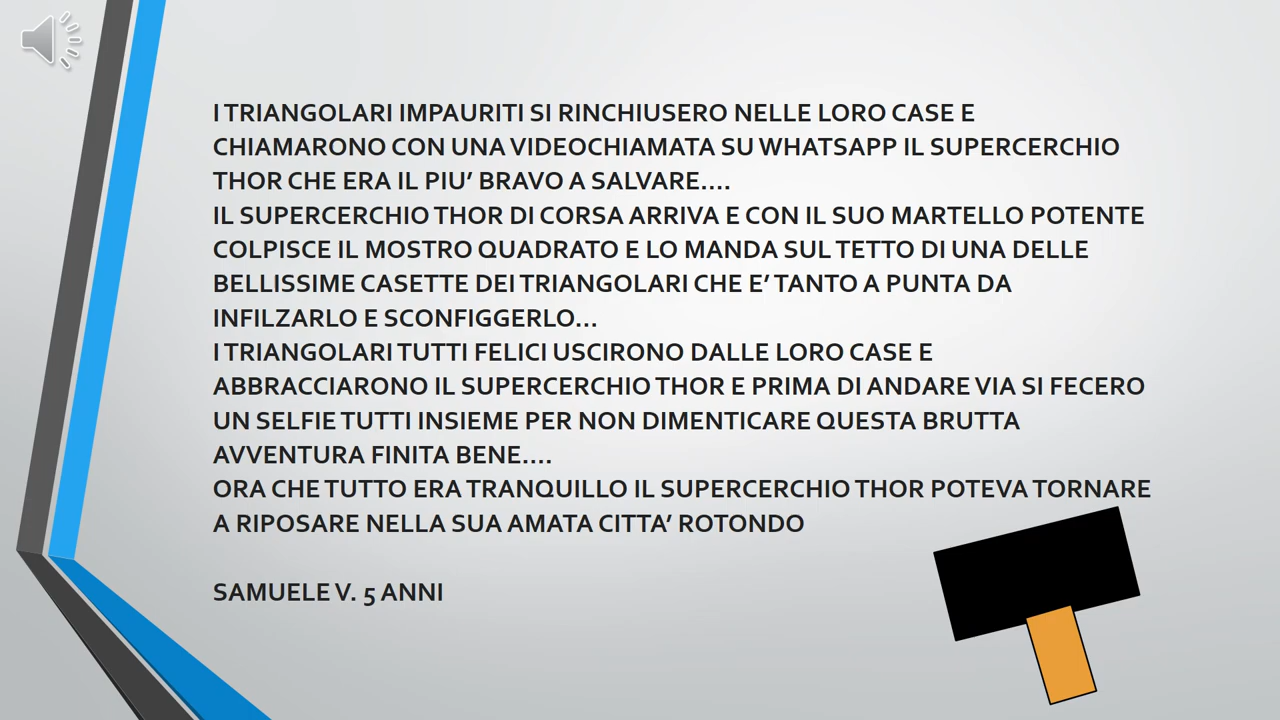 I TRIANGOLARI IMPAURITI SI RINCHIUSERO NELLE LORO CASE E
CHIAMARONO CON UNA VIDEOCHIAMATA SU WHATSAPP IL SUPERCERCHIO
THOR CHE ERA IL PIU’ BRAVO A SALVARE....
IL SUPERCERCHIO THOR DI CORSA ARRIVA E CON IL SUO MARTELLO POTENTE
COLPISCE IL MOSTRO QUADRATO E LO MANDA SUL TETTO DI UNA DELLE
BELLISSIME CASETTE DEI TRIANGOLARI CHE E’ TANTO A PUNTA DA
INFILZARLO E SCONFIGGERLO...
I TRIANGOLARI TUTTI FELICI USCIRONO DALLE LORO CASE E
ABBRACCIARONO IL SUPERCERCHIO THOR E PRIMA DI ANDARE VIA SI FECERO
UN SELFIE TUTTI INSIEME PER NON DIMENTICARE QUESTA BRUTTA
AVVENTURA FINITA BENE....
ORA CHE TUTTO ERA TRANQUILLO IL SUPERCERCHIO THOR POTEVA TORNARE
A RIPOSARE NELLA SUA AMATA CITTA’ ROTONDO
SAMUELE V. 5 ANNI